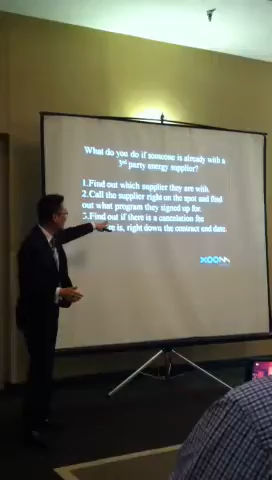 What do you do if someone is already with a
3rd party energy supplier?
1.Find out which supplier they are with.
2.Call the supplier right on the spot and find
out what program they signed up for.
3.Find out if there is a cancelation fee
is, right down the contract end date.
XOOM